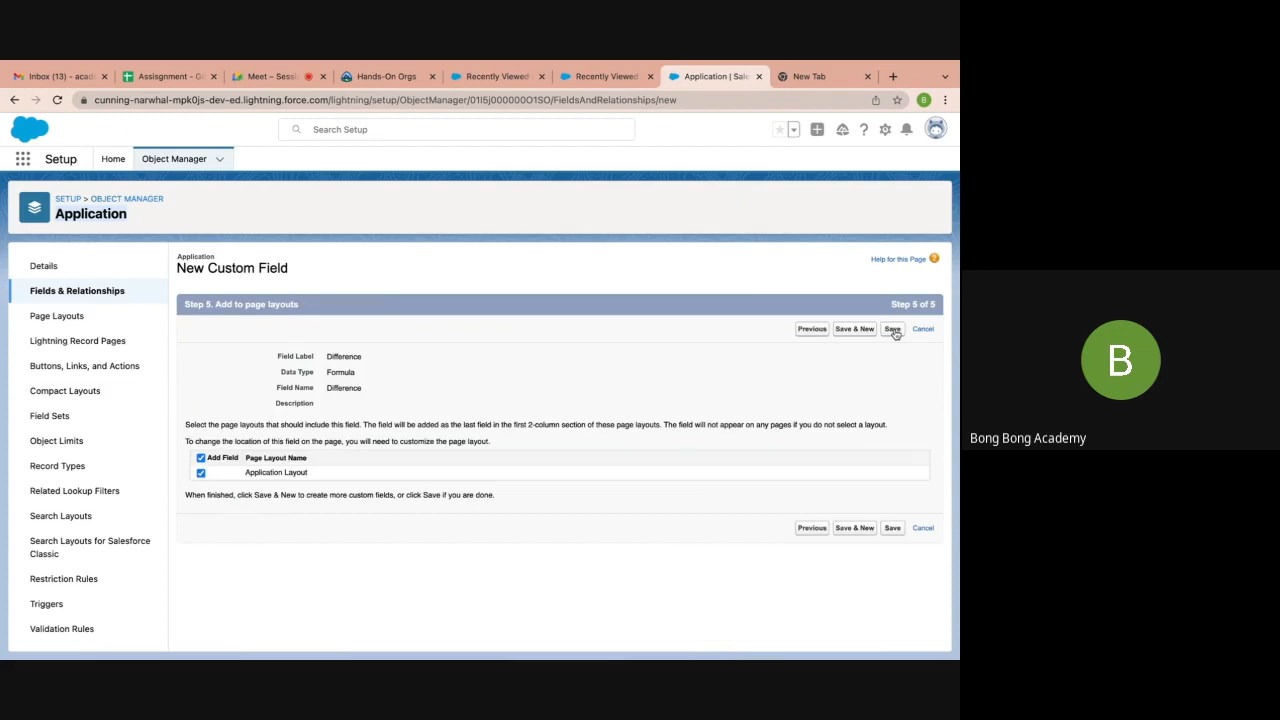 Inbox (13) - acad
Assisgnment - G
Meet – Sessi
Hands-On Orgs
Recently Viewed
Recently Viewed
Application | Sale
New Tab
cunning-narwhal-mpk0js-dev-ed.lightning.force.com/lightning/setup/ObjectManager/01I5j000000O1SO/FieldsAndRelationships/new
B
Search Setup
Setup
Home
Object Manager
SETUP > OBJECT MANAGER
Application
Details
Fields & Relationships
Page Layouts
Lightning Record Pages
Buttons, Links, and Actions
Compact Layouts
Field Sets
Object Limits
Record Types
Related Lookup Filters
Search Layouts
Search Layouts for Salesforce
Classic
Restriction Rules
Triggers
Validation Rules
Application
New Custom Field
Help for this Page
Step 5. Add to page layouts
Step 5 of 5
Previous
Save & New
Save
Cancel
Field Label Difference
Data Type Formula
Field Name Difference
Description
Select the page layouts that should include this field. The field will be added as the last field in the first 2-column section of these page layouts. The field will not appear on any pages if you do not select a layout.
To change the location of this field on the page, you will need to customize the page layout.
Add Field Page Layout Name
Application Layout
When finished, click Save & New to create more custom fields, or click Save if you are done.
Previous
Save & New
Save
Cancel
B
Bong Bong Academy